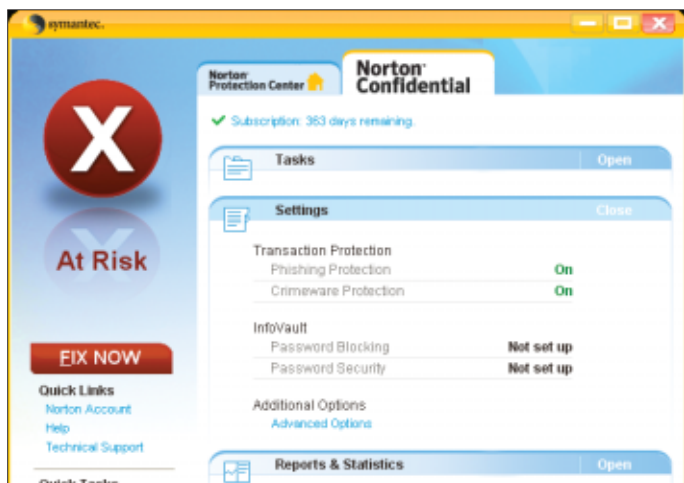 symantec.
Norton
Protection Center
Norton
Confidential
Subscription: 363 days remaining.
Tasks Open
Settings Close
Transaction Protection
Phishing Protection On
Crimeware Protection On
InfoVault
Password Blocking Not set up
Password Security Not set up
Additional Options
Advanced Options
Reports & Statistics Open
X
At Risk
FIX NOW
Quick Links
Norton Account
Help
Technical Support
Quick Tasks